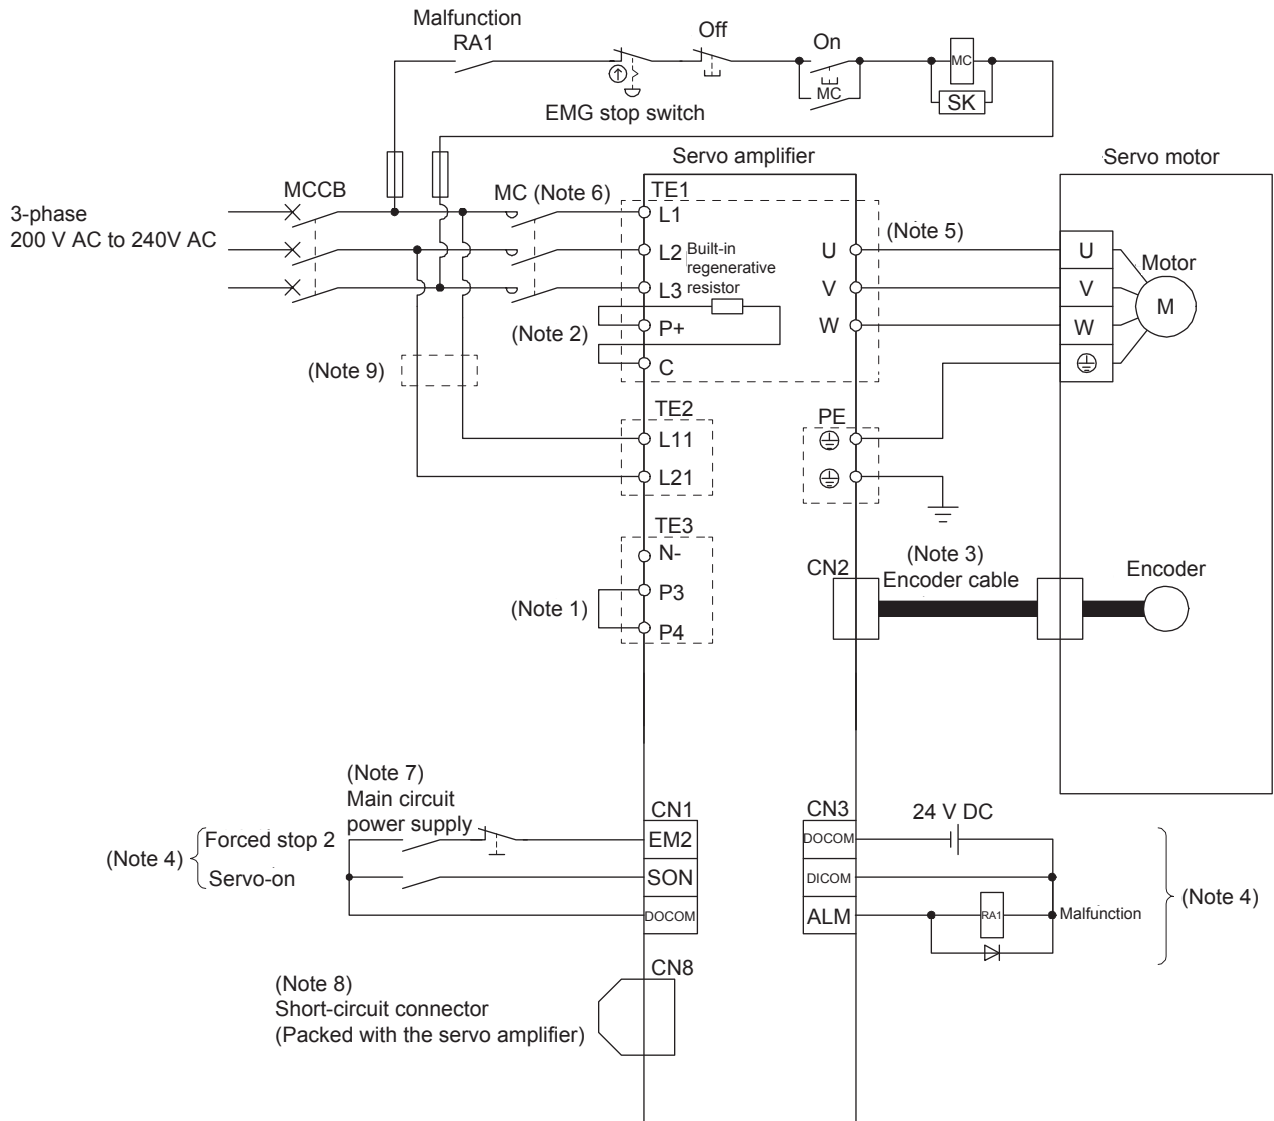 Malfunction
RA1
Off
On
MC
MC
SK
EMG stop switch
Servo amplifier
Servo motor
MCCB
MC (Note 6)
TE1
3-phase
200 V AC to 240V AC
L1
L2
L3
Built-in
regenerative
resistor
(Note 2)
P+
C
U
V
W
(Note 5)
U
V
W
Motor
M
(Note 9)
TE2
L11
L21
PE
TE3
N-
P3
P4
(Note 1)
CN2
(Note 3)
Encoder cable
Encoder
(Note 7)
Main circuit
power supply
(Note 4)
Forced stop 2
Servo-on
CN1
EM2
SON
DOCOM
CN3
DOCOM
DICOM
ALM
24 V DC
RA1
Malfunction
(Note 4)
CN8
(Note 8)
Short-circuit connector
(Packed with the servo amplifier)